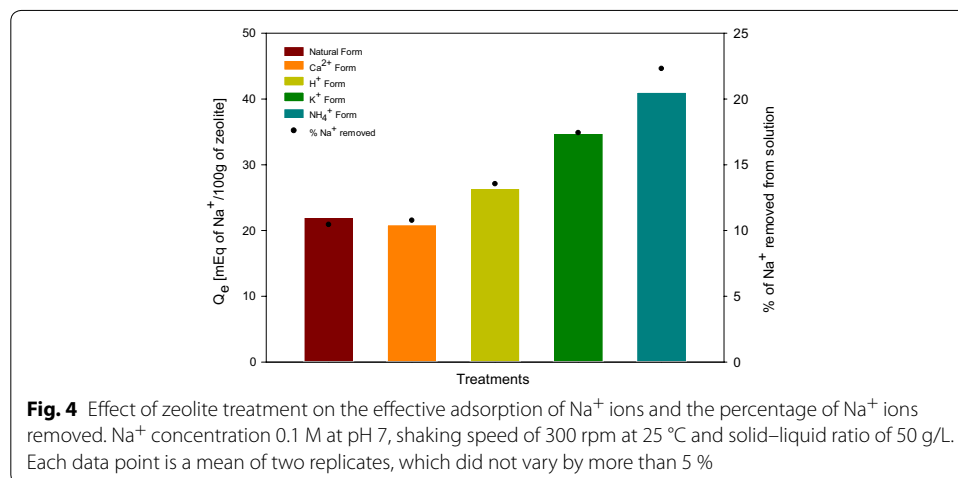 50
40
30
20
10
0
Qe [mEq of Na+/100g of zeolite]
Natural Form
Ca2+ Form
H+ Form
K+ Form
NH4+ Form
% Na+ removed
25
20
15
10
5
0
% of Na+ removed from solution
Treatments
Fig. 4 Effect of zeolite treatment on the effective adsorption of Na+ ions and the percentage of Na+ ions
removed. Na+ concentration 0.1 M at pH 7, shaking speed of 300 rpm at 25 °C and solid–liquid ratio of 50 g/L.
Each data point is a mean of two replicates, which did not vary by more than 5 %